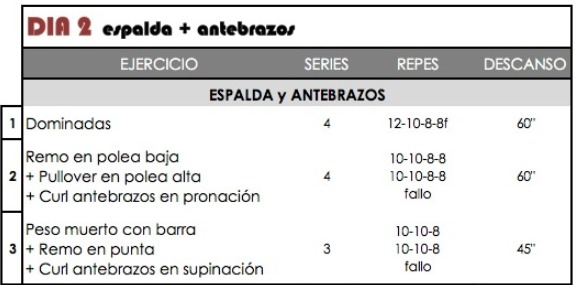 DIA 2 espalda + antebrazos
EJERCICIO SERIES REPES DESCANSO
ESPALDA y ANTEBRAZOS
1 Dominadas 4 12-10-8-8f 60"
Remo en polea baja 10-10-8-8
2 + Pullover en polea alta 4 10-10-8-8 60"
+ Curl antebrazos en pronación fallo
Peso muerto con barra 10-10-8
3 + Remo en punta 3 10-10-8 45"
+ Curl antebrazos en supinación fallo